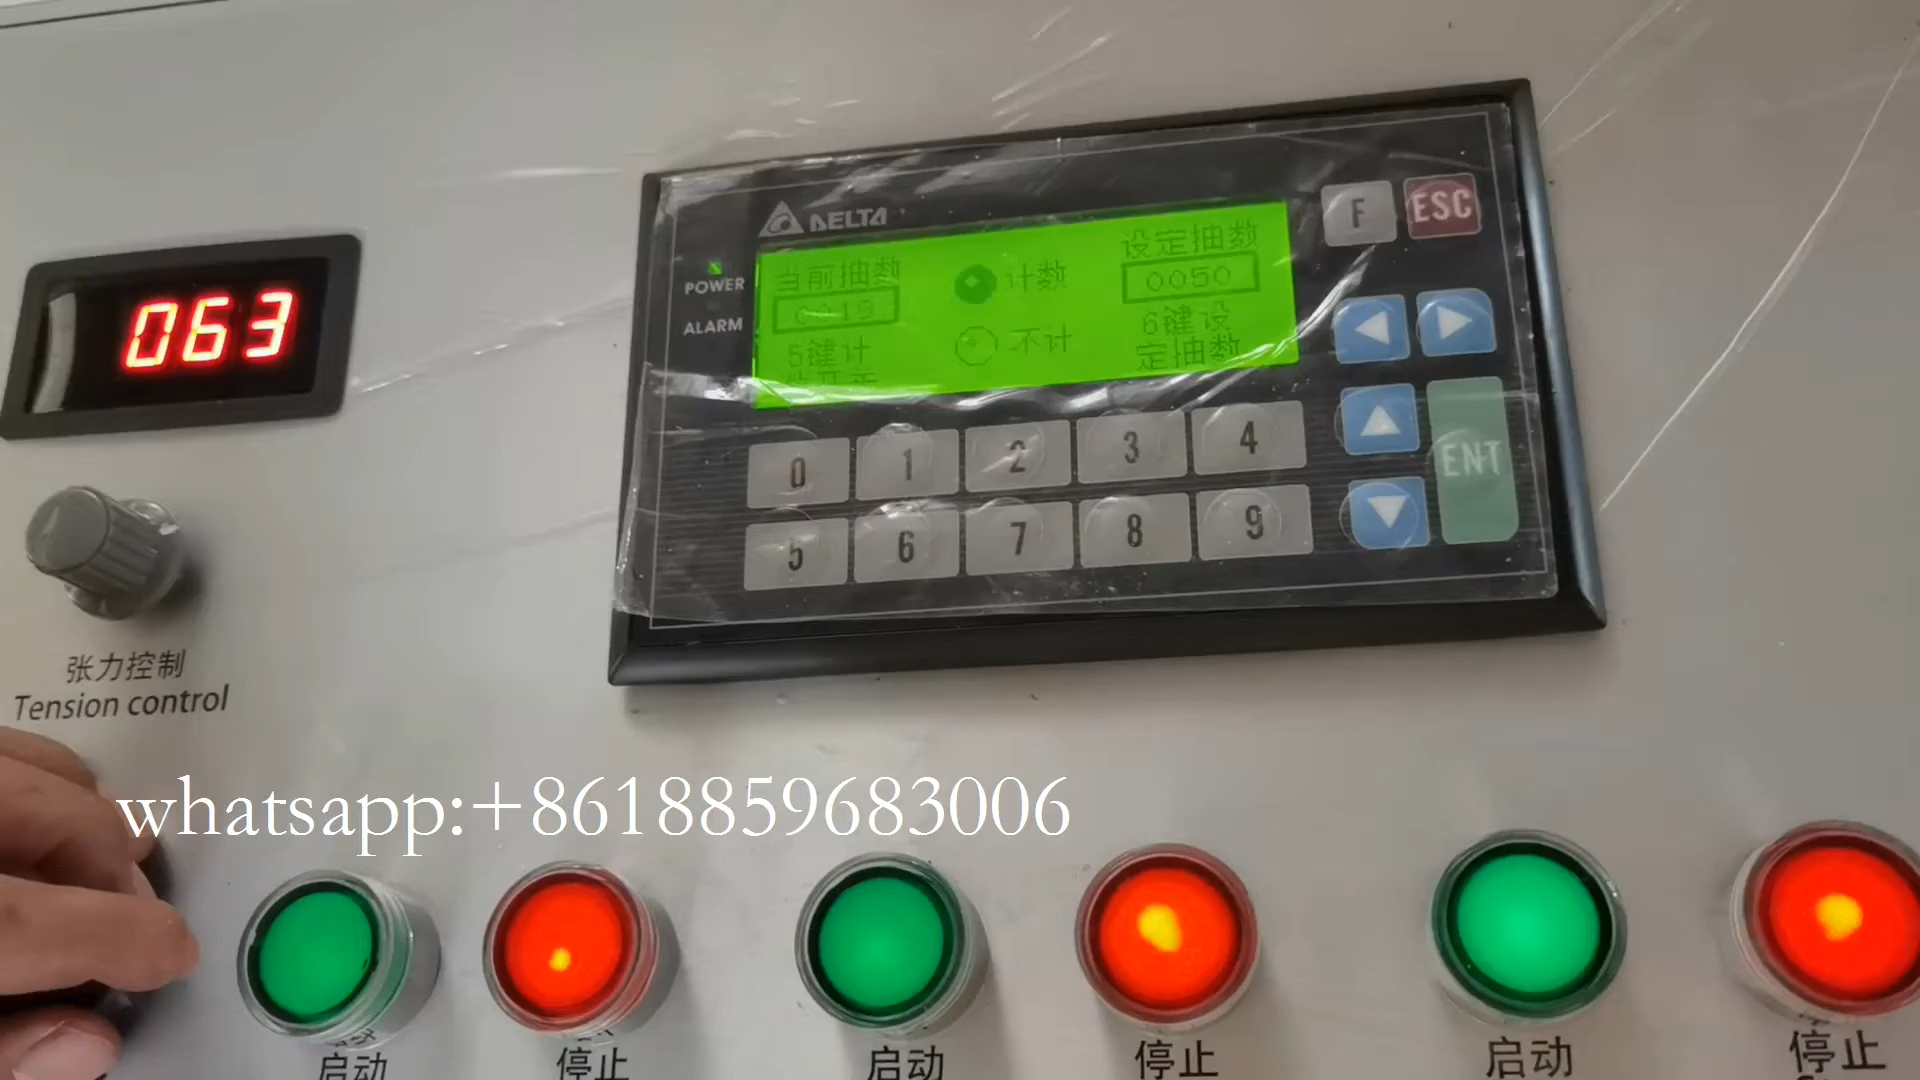 DELTA
POWER
ALARM
当前抽数
计数
设定抽数
0050
5键计
不计
6键设
定抽数
F
ESC
063
0
1
2
3
4
ENT
5
6
7
8
9
张力控制
Tension control
whatsapp:+8618859683006
启动
停止
启动
停止
启动
停止